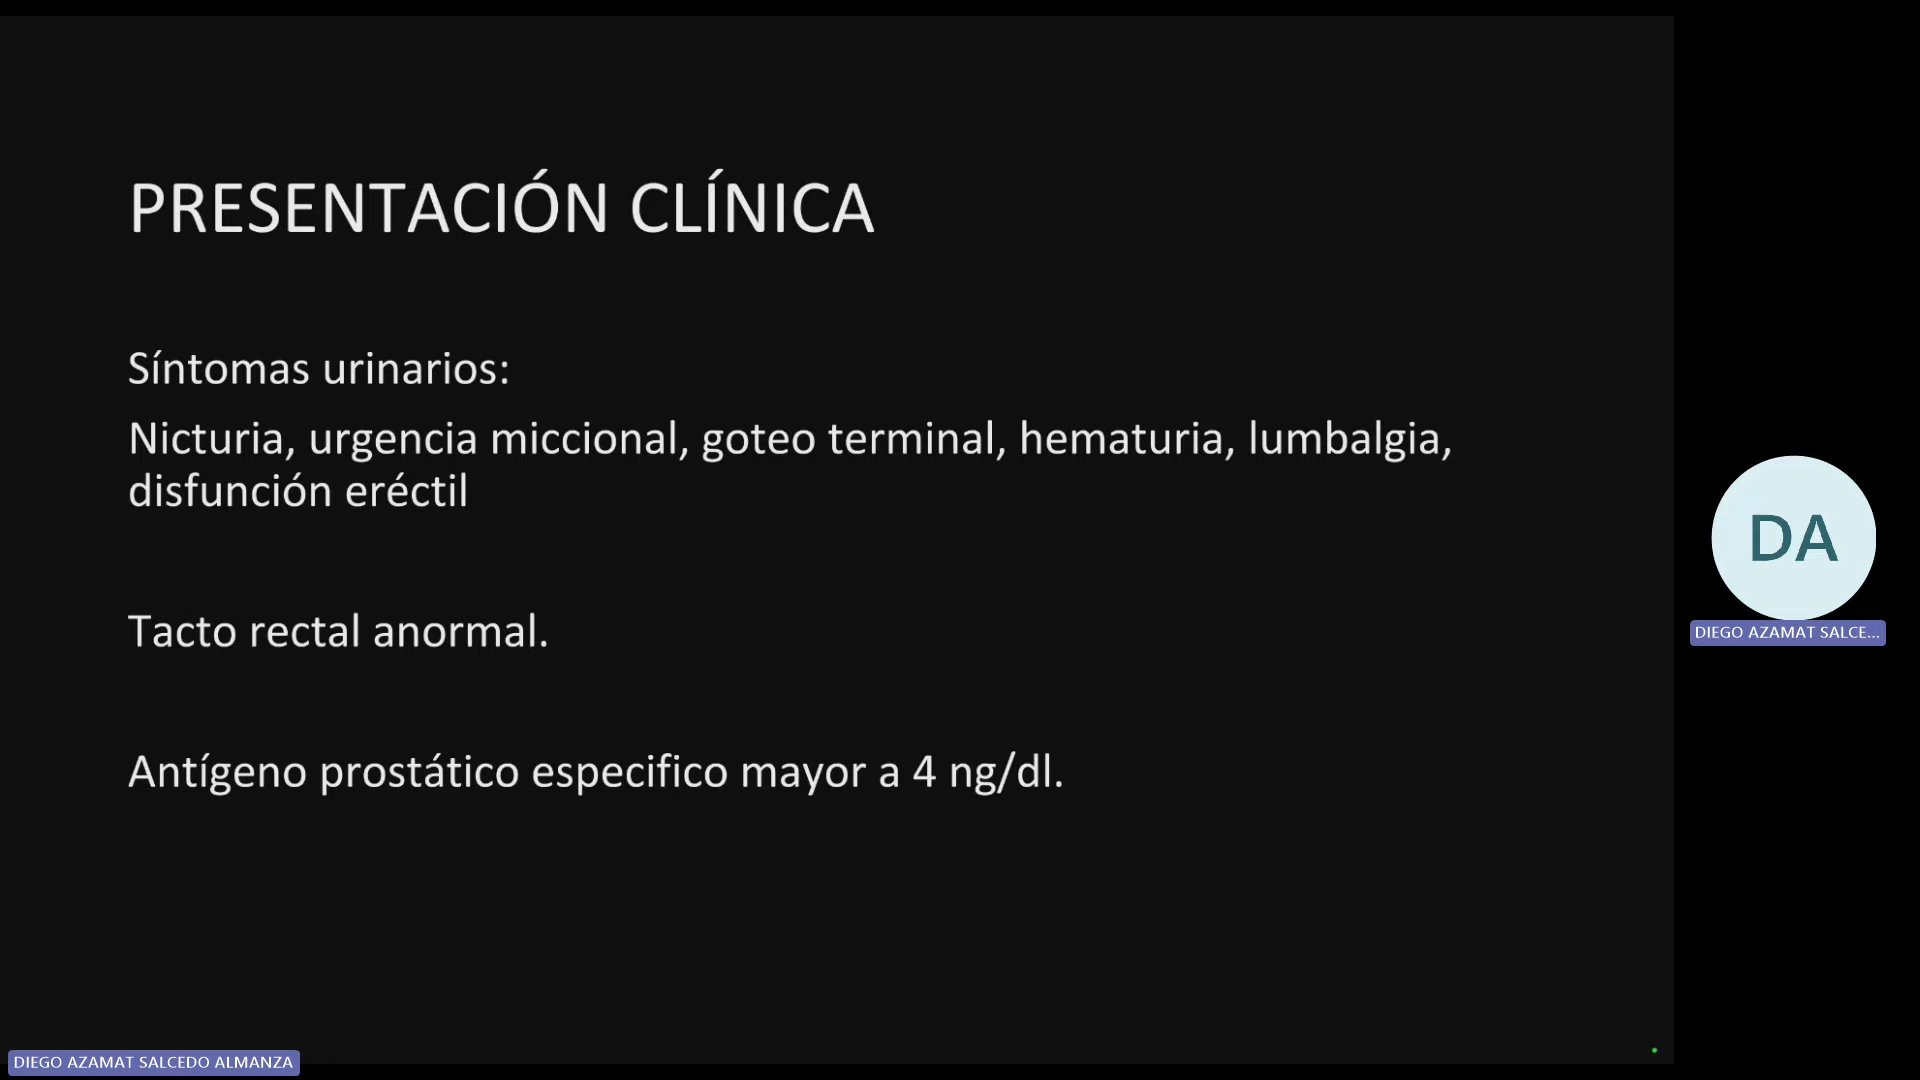 PRESENTACIÓN CLÍNICA
Síntomas urinarios:
Nicturia, urgencia miccional, goteo terminal, hematuria, lumbalgia,
disfunción eréctil
Tacto rectal anormal.
Antígeno prostático especifico mayor a 4 ng/dl.
DA
DIEGO AZAMAT SALCE...
DIEGO AZAMAT SALCEDO ALMANZA